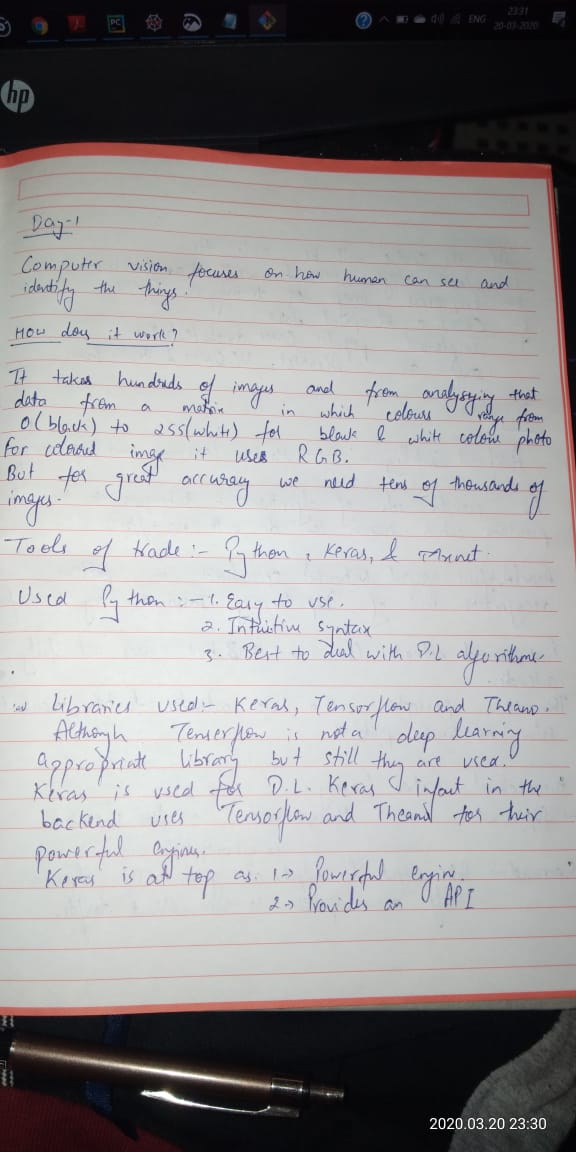 PC
ENG
23:31
20-03-2020
hp
Day-1
Computer vision focuses on how human can see and
identify the things.
How does it work?
It takes hundreds of images and from analysying that
data from a matrix in which colours range from
0(black) to 255(white) for black & white colour photo
for coloured image it uses RGB.
But for great accuracy we need tens of thousands of
images.
Tools of trade :- Python, Keras, &
Used Python :- 1. Easy to use.
2. Intuitive syntax
3. Best to deal with D.L algorithms.
Libraries used:- Keras, Tensorflow and Theano.
Although Tenserflow is not a deep learning
appropriate library but still they are used.
Keras is used for D.L. Keras infact in the
backend uses Tensorflow and Theano for their
powerful engines.
Keras is at top as. 1-> Powerful engin.
2-> Provides an API
2020.03.20 23:30